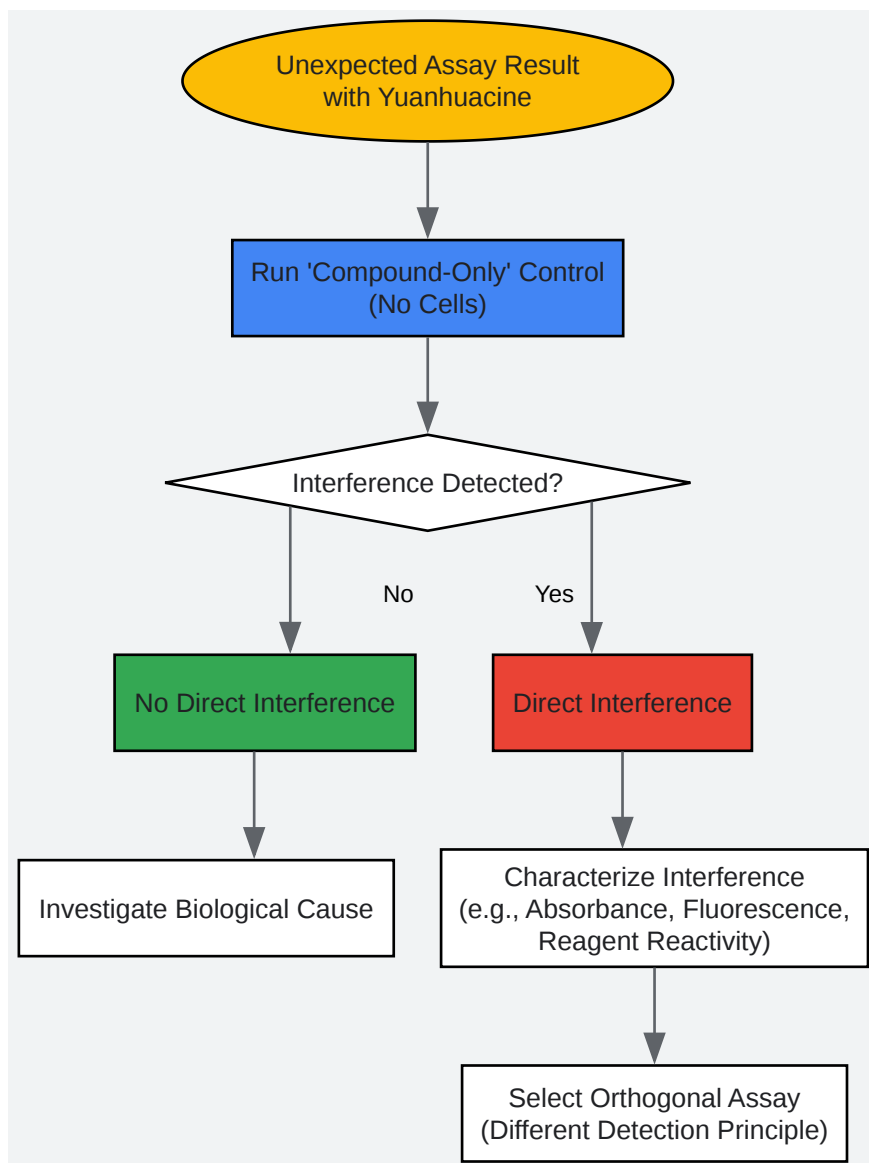 Unexpected Assay Result
with Yuanhuacine
Run 'Compound-Only' Control
(No Cells)
Interference Detected?
No
Yes
No Direct Interference
Direct Interference
Investigate Biological Cause
Characterize Interference
(e.g., Absorbance, Fluorescence,
Reagent Reactivity)
Select Orthogonal Assay
(Different Detection Principle)